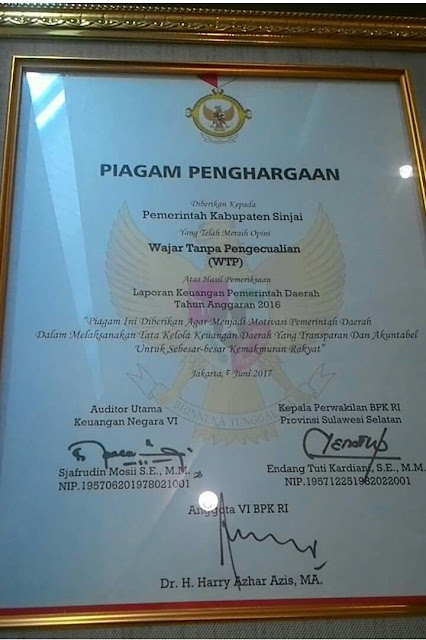 PIAGAM PENGHARGAAN
Diberikan Kepada
Pemerintah Kabupaten Sinjai
Yang Telah Meraih Opini
Wajar Tanpa Pengecualian
(WTP)
Atas Hasil Pemeriksaan
Laporan Keuangan Pemerintah Daerah
Tahun Anggaran 2016
"Piagam Ini Diberikan Agar Menjadi Motivasi Pemerintah Daerah
Dalam Melaksanakan Tata Kelola Keuangan Daerah Yang Transparan Dan Akuntabel
Untuk Sebesar-besar Kemakmuran Rakyat"
Jakarta, 5 Juni 2017
BHINNEKA TUNGGAL
Auditor Utama
Keuangan Negara VI
Sjafrudin Mosii S.E., M.M.
NIP.195706201978021001
Kepala Perwakilan BPK RI
Provinsi Sulawesi Selatan
Endang Tuti Kardiani, S.E., M.M.
NIP.195712251982022001
Anggota VI BPK RI
Dr. H. Harry Azhar Azis, MA.